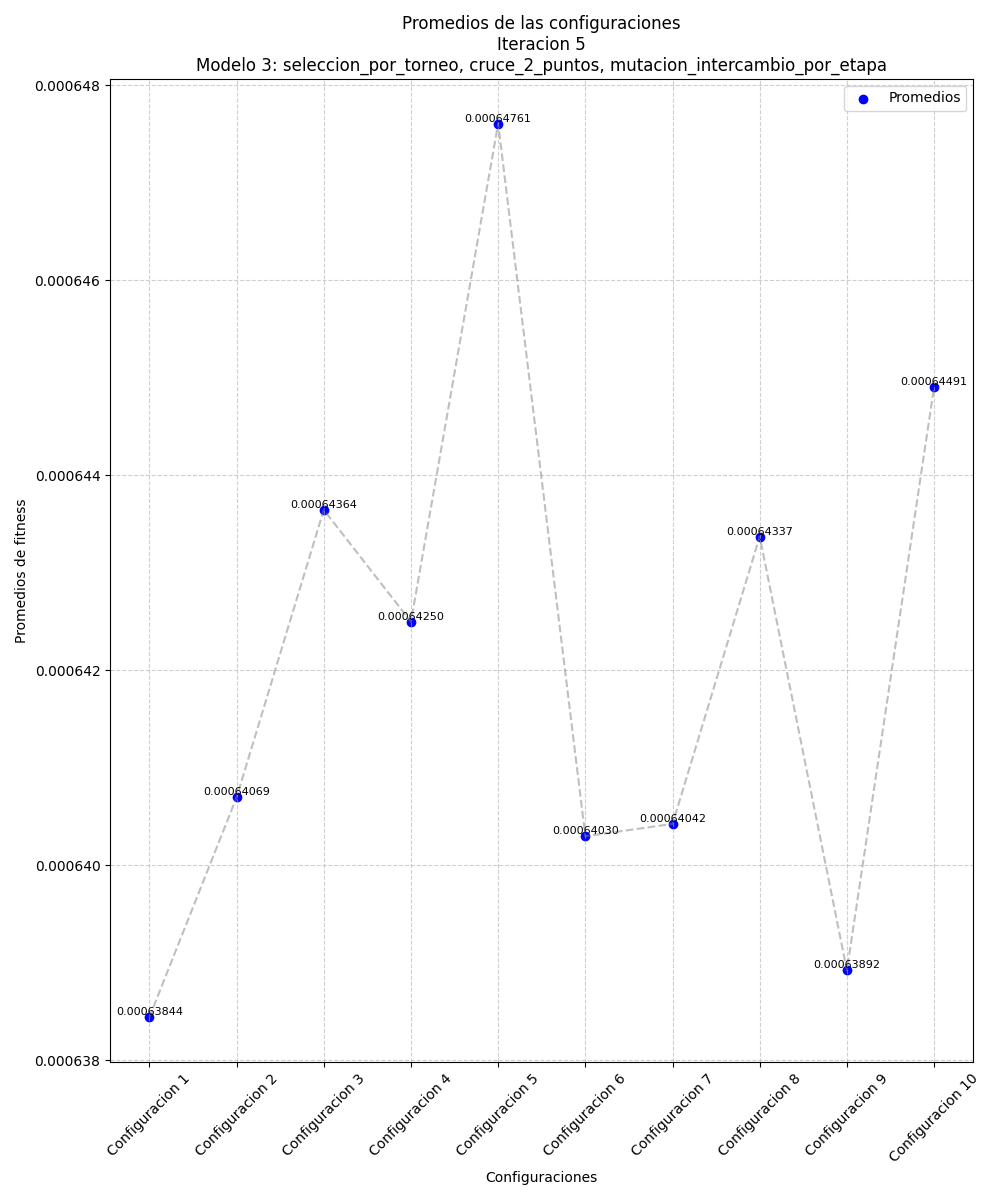 Promedios de las configuraciones
Iteracion 5
Modelo 3: seleccion_por_torneo, cruce_2_puntos, mutacion_intercambio_por_etapa
Promedios
0.000648
0.000646
0.000644
0.000642
0.000640
0.000638
Promedios de fitness
0.00063844
0.00064069
0.00064364
0.00064250
0.00064761
0.00064030
0.00064042
0.00064337
0.00063892
0.00064491
Configuracion 1
Configuracion 2
Configuracion 3
Configuracion 4
Configuracion 5
Configuracion 6
Configuracion 7
Configuracion 8
Configuracion 9
Configuracion 10
Configuraciones